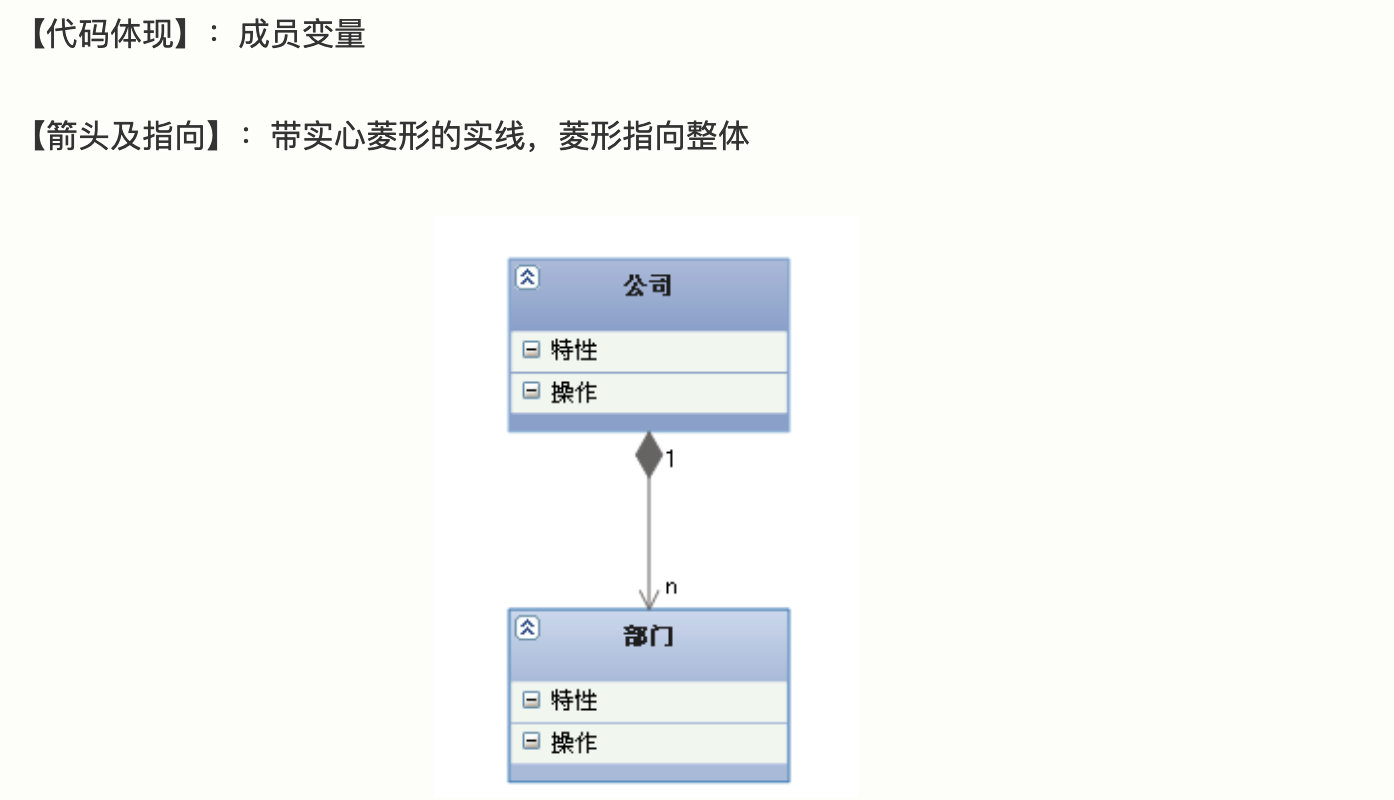 【代码体现】：成员变量
【箭头及指向】：带实心菱形的实线，菱形指向整体
公司
特性
操作
1
n
部门
特性
操作